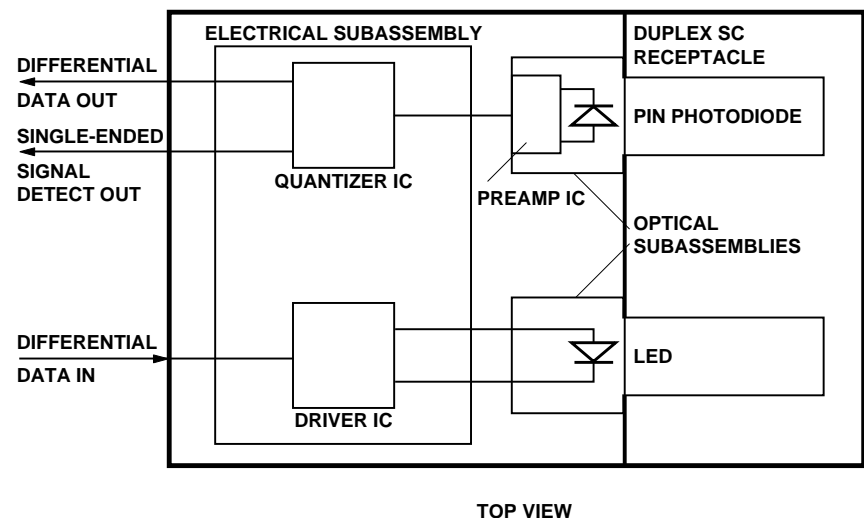 ELECTRICAL SUBASSEMBLY
DUPLEX SC
RECEPTACLE
DIFFERENTIAL
DATA OUT
SINGLE-ENDED
SIGNAL
DETECT OUT
QUANTIZER IC
PREAMP IC
PIN PHOTODIODE
OPTICAL
SUBASSEMBLIES
DIFFERENTIAL
DATA IN
DRIVER IC
LED
TOP VIEW